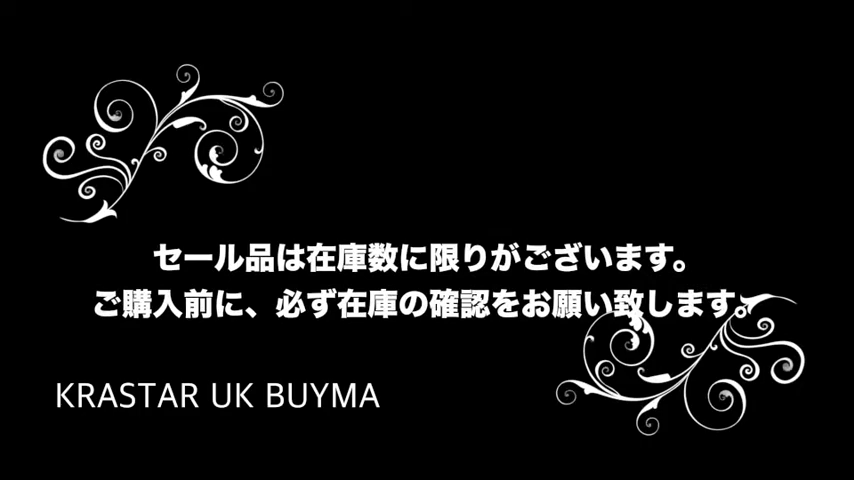 セール品は在庫数に限りがございます。
ご購入前に、必ず在庫の確認をお願い致します。
KRASTAR UK BUYMA